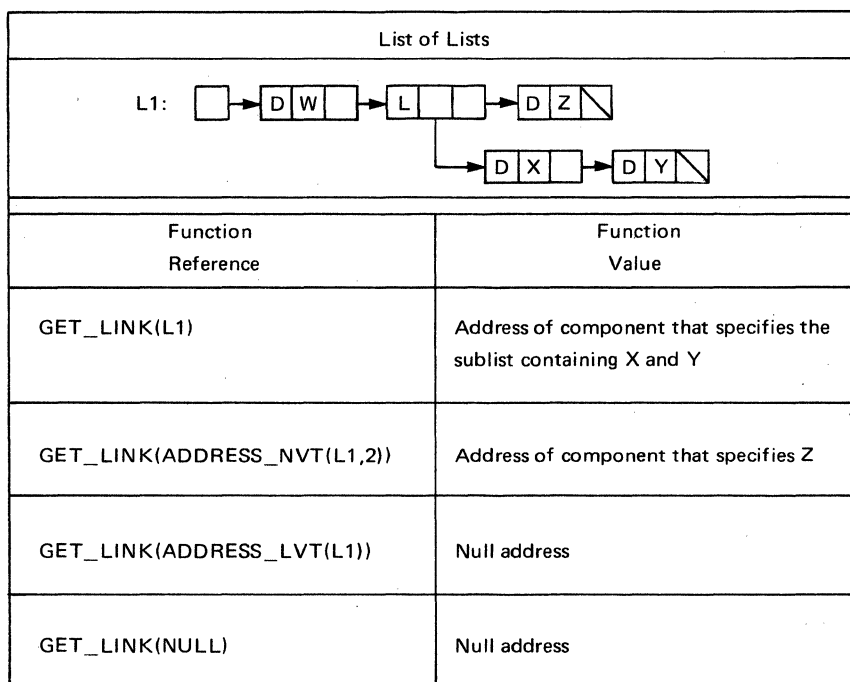 List of Lists
L1: D W L D Z
D X D Y
Function Reference
Function Value
GET_LINK(L1)
Address of component that specifies the
sublist containing X and Y
GET_LINK(ADDRESS_NVT(L1,2))
Address of component that specifies Z
GET_LINK(ADDRESS_LVT(L1))
Null address
GET_LINK(NULL)
Null address